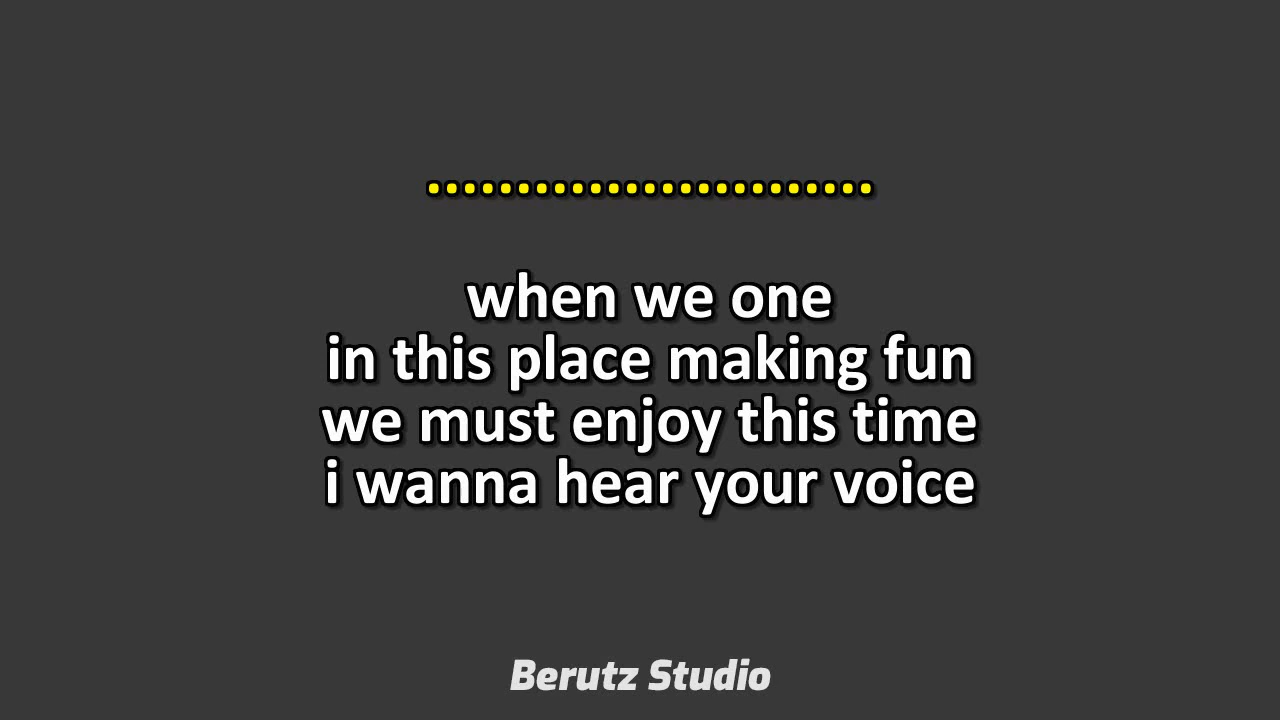 .........................
when we one
in this place making fun
we must enjoy this time
i wanna hear your voice
Berutz Studio